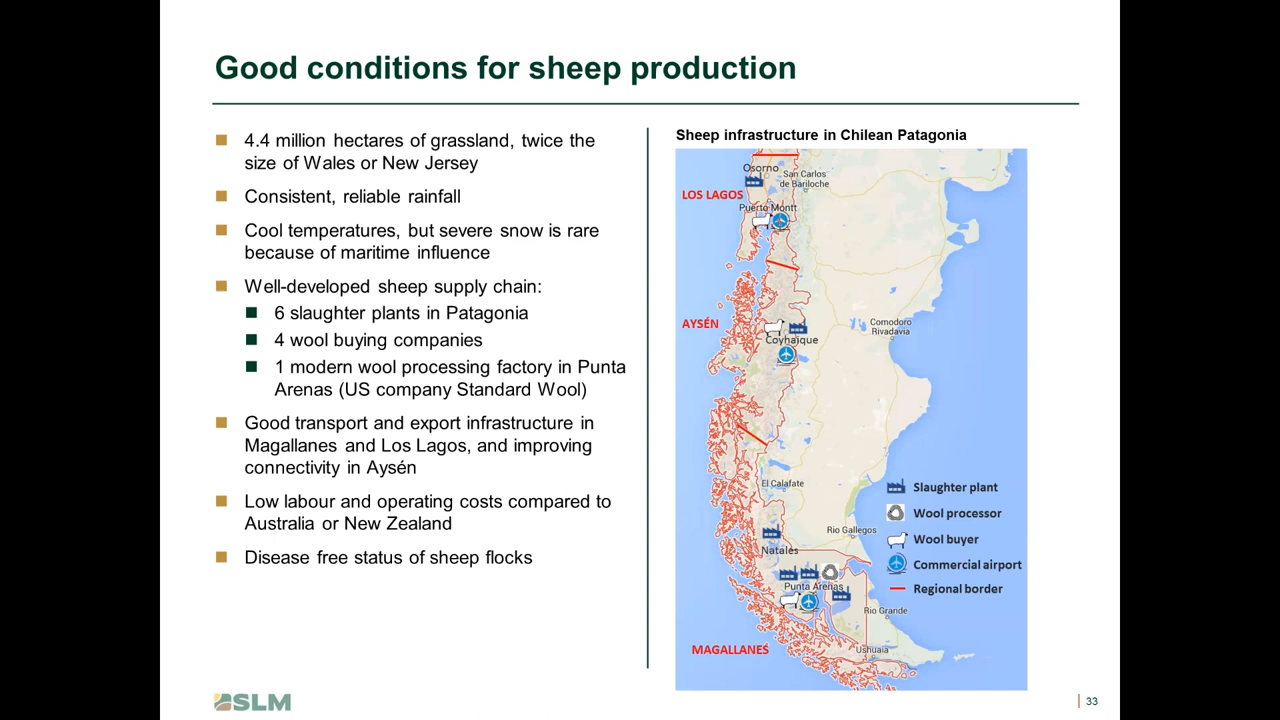 Good conditions for sheep production
4.4 million hectares of grassland, twice the
size of Wales or New Jersey
Consistent, reliable rainfall
Cool temperatures, but severe snow is rare
because of maritime influence
Well-developed sheep supply chain:
6 slaughter plants in Patagonia
4 wool buying companies
1 modern wool processing factory in Punta
Arenas (US company Standard Wool)
Good transport and export infrastructure in
Magallanes and Los Lagos, and improving
connectivity in Aysén
Low labour and operating costs compared to
Australia or New Zealand
Disease free status of sheep flocks
Sheep infrastructure in Chilean Patagonia
Osorno
San Carlos
de Bariloche
LOS LAGOS
Puerto Montt
AYSÉN
Comodoro
Rivadavia
Coyhaique
El Calafate
Slaughter plant
Wool processor
Rio Gallegos
Wool buyer
Natales
Commercial airport
Punta Arenas
Regional border
Rio Grande
MAGALLANEŚ
Ushuaia
SLM
33